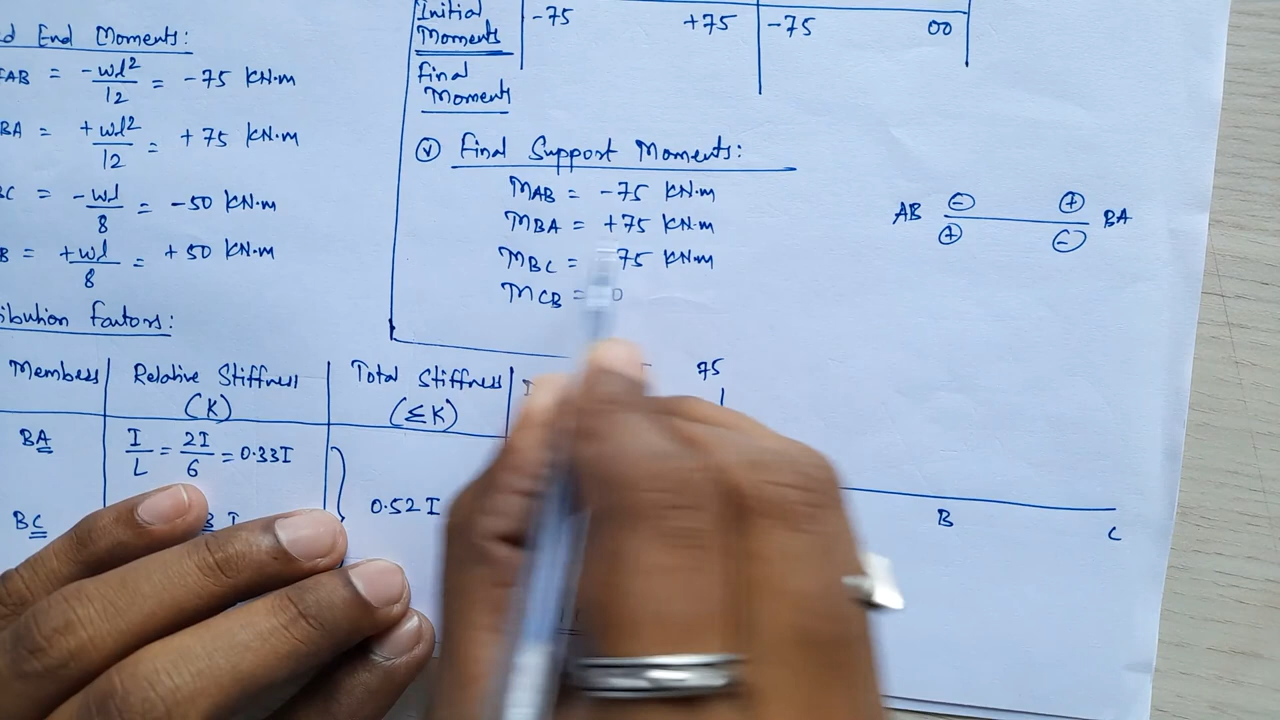 d End Moments:
AB = -wl²/12 = -75 KN·m
BA = +wl²/12 = +75 KN·m
BC = -wl/8 = -50 KN·m
B = +wl/8 = +50 KN·m
ibution factors:
Members Relative Stiffness (K) Total Stiffness (ΣK)
BA I/L = 2I/6 = 0.33I
BC I
0.52 I
Initial Moments -75 +75 -75 00
final Moments
(v) Final Support Moments:
MAB = -75 KN·m
MBA = +75 KN·m
MBC = 75 KN·m
MCB = 0
AB - + BA
+ -
75
B
C